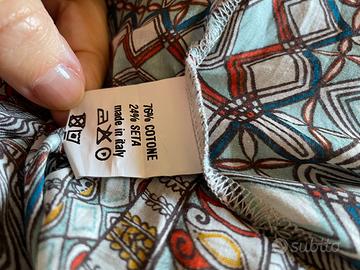 76% COTONE
24% SETA
made in italy
subito